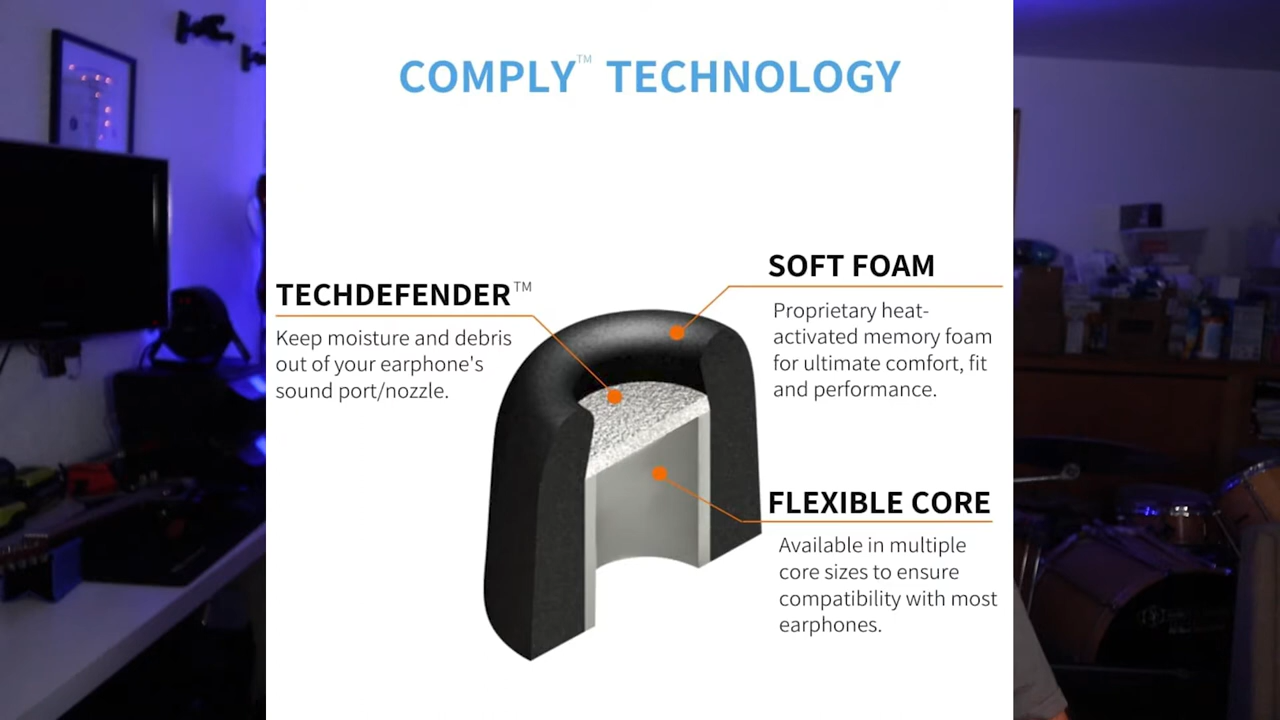 COMPLY™ TECHNOLOGY
TECHDEFENDER™
Keep moisture and debris
out of your earphone's
sound port/nozzle.
SOFT FOAM
Proprietary heat-
activated memory foam
for ultimate comfort, fit
and performance.
FLEXIBLE CORE
Available in multiple
core sizes to ensure
compatibility with most
earphones.